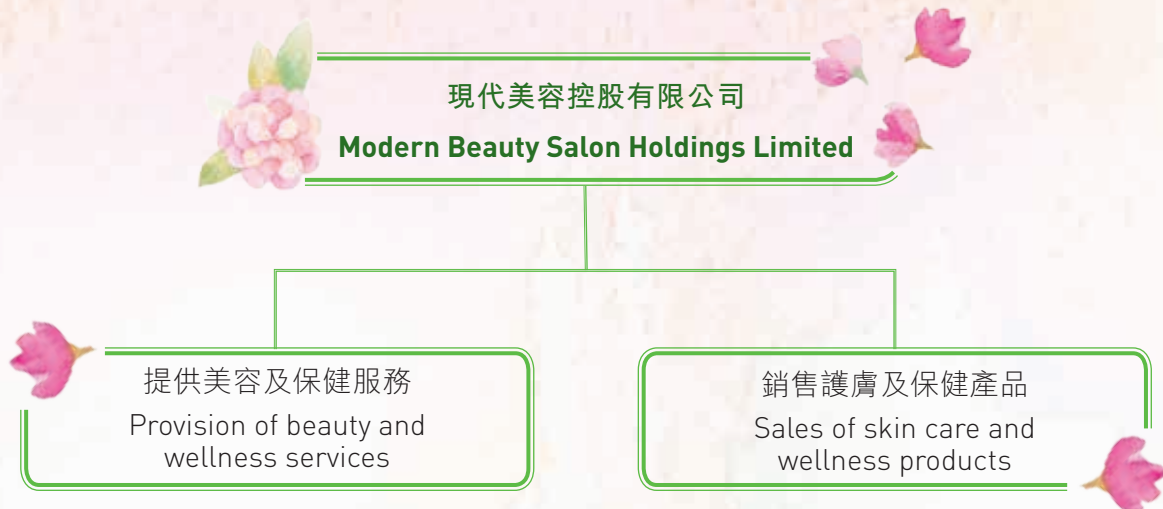 現代美容控股有限公司
Modern Beauty Salon Holdings Limited
提供美容及保健服務
Provision of beauty and
wellness services
銷售護膚及保健產品
Sales of skin care and
wellness products